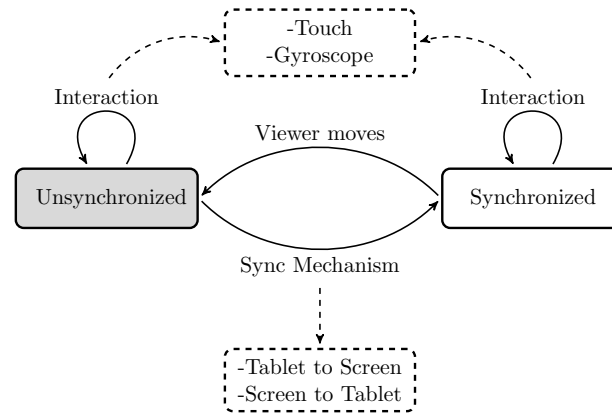 -Touch
-Gyroscope
Interaction
Interaction
Viewer moves
Unsynchronized
Synchronized
Sync Mechanism
-Tablet to Screen
-Screen to Tablet